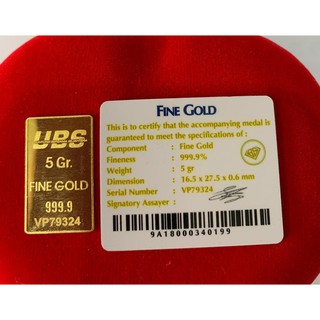 UBS
5 Gr.
FINE GOLD
999.9
VP79324
FINE GOLD
This is to certify that the accompanying medal is
guaranteed to meet the specifications of :
Component : Fine Gold
Fineness : 999.9%
Weight : 5 gr
Dimension : 16.5 x 27.5 x 0.6 mm
Serial Number : VP79324
Signatory Assayer :
9A18000340199